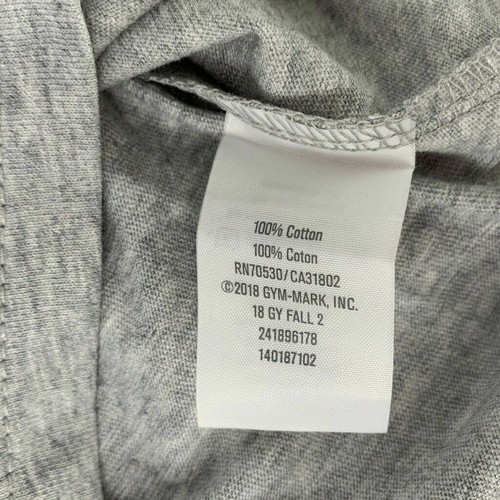 100% Cotton
100% Coton
RN70530/CA31802
©2018 GYM-MARK, INC.
18 GY FALL 2
241896178
140187102